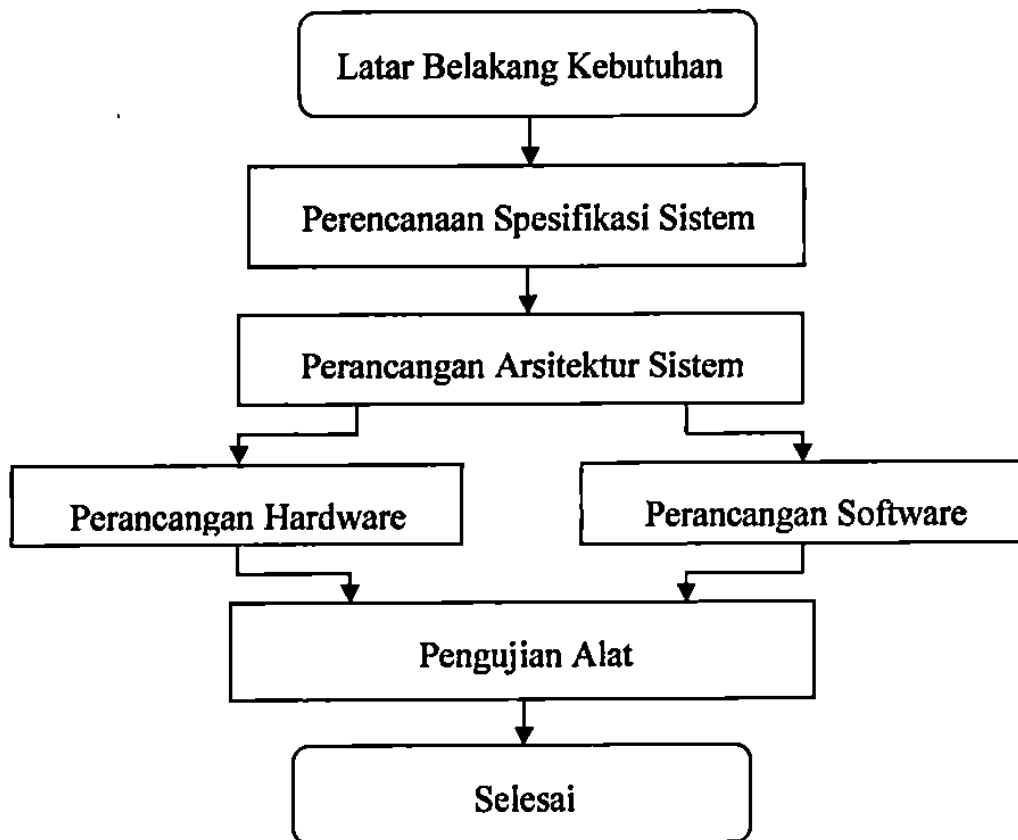 Latar Belakang Kebutuhan
Perencanaan Spesifikasi Sistem
Perancangan Arsitektur Sistem
Perancangan Hardware
Perancangan Software
Pengujian Alat
Selesai